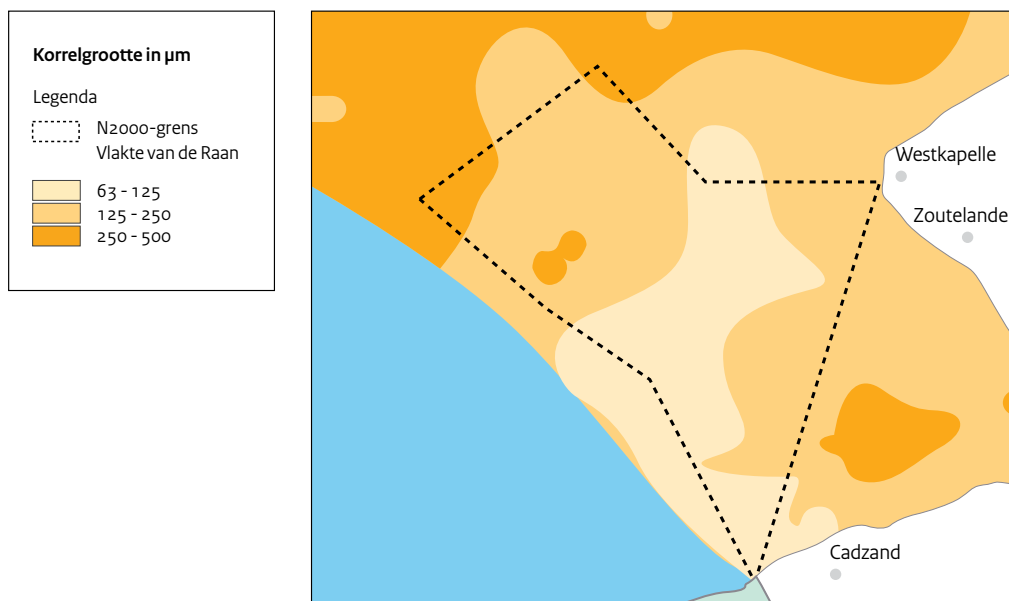 Korrelgrootte in µm
Legenda
N2000-grens
Vlakte van de Raan
63 - 125
125 - 250
250 - 500
Westkapelle
Zoutelande
Cadzand